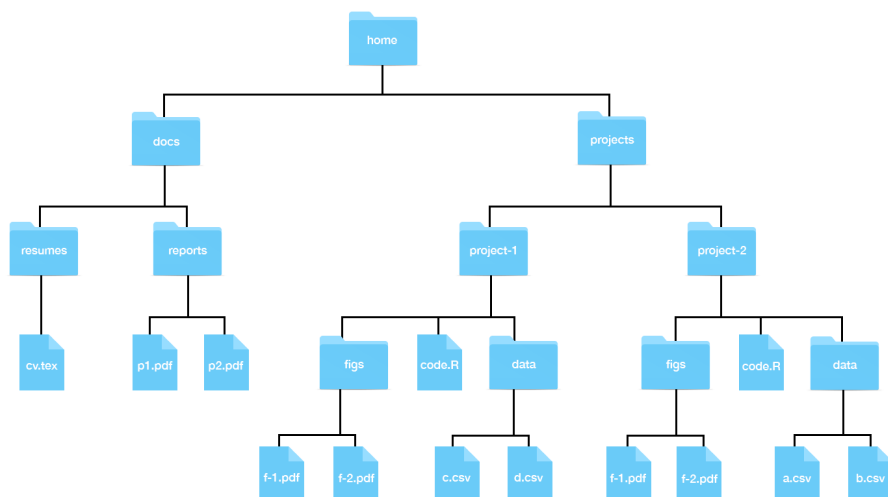 home
docs
projects
resumes
reports
project-1
project-2
cv.tex
p1.pdf
p2.pdf
figs
code.R
data
figs
code.R
data
f-1.pdf
f-2.pdf
c.csv
d.csv
f-1.pdf
f-2.pdf
a.csv
b.csv